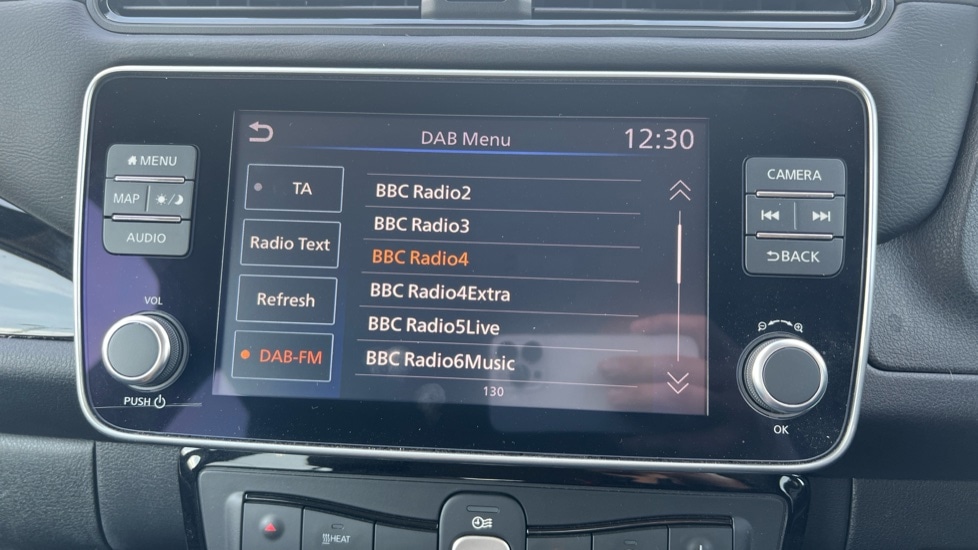 DAB Menu 12:30
MENU
MAP
AUDIO
VOL
PUSH
TA
Radio Text
Refresh
DAB-FM
BBC Radio2
BBC Radio3
BBC Radio4
BBC Radio4Extra
BBC Radio5Live
BBC Radio6Music
130
CAMERA
BACK
OK
HEAT